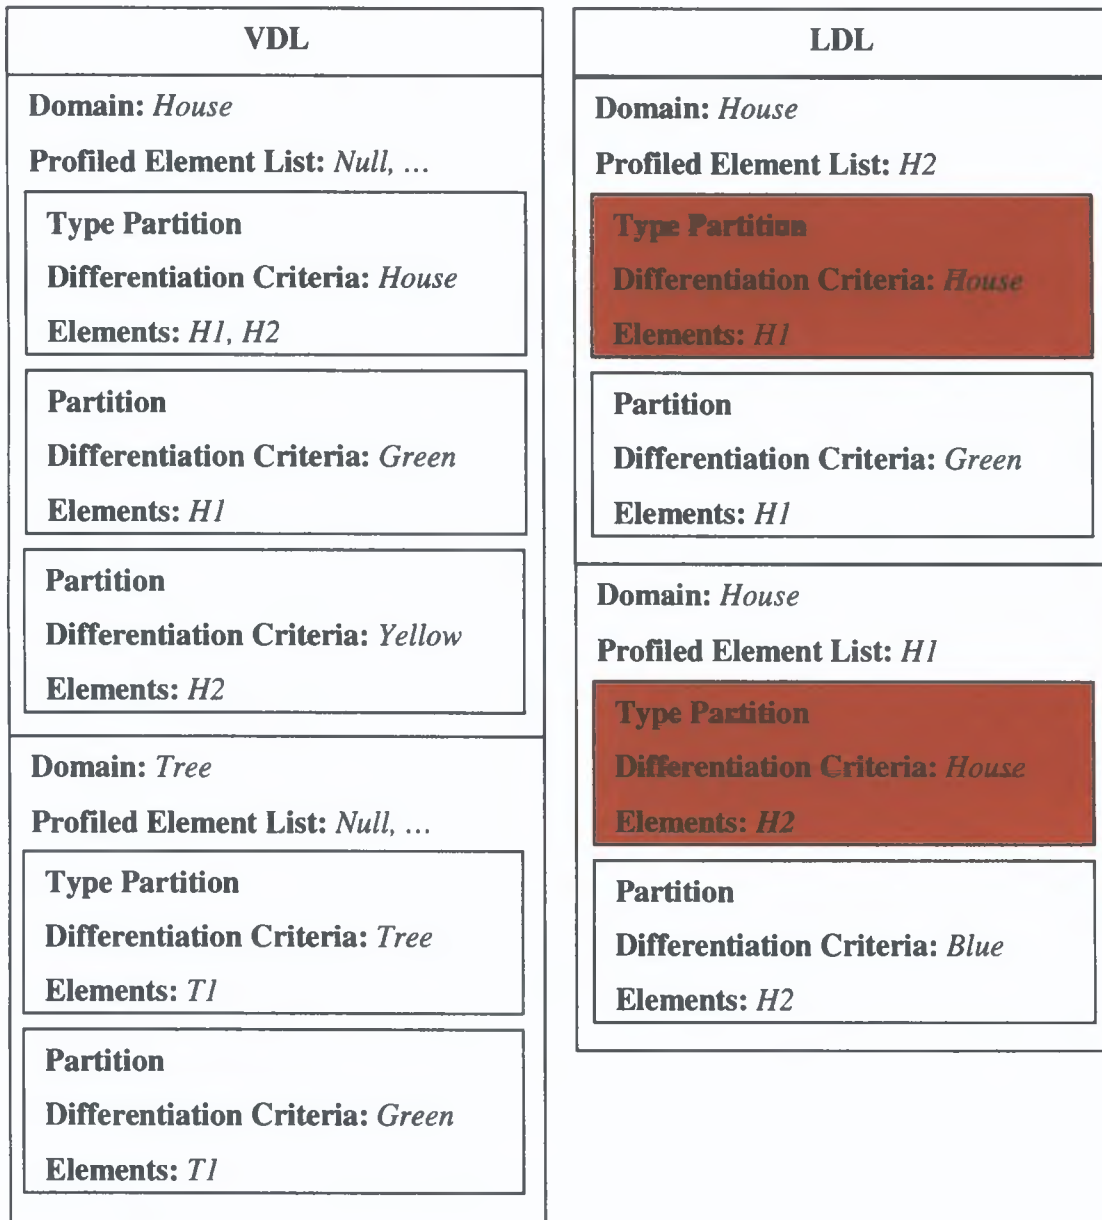 VDL
Domain: House
Profiled Element List: Null, ...
Type Partition
Differentiation Criteria: House
Elements: H1, H2
Partition
Differentiation Criteria: Green
Elements: H1
Partition
Differentiation Criteria: Yellow
Elements: H2
Domain: Tree
Profiled Element List: Null, ...
Type Partition
Differentiation Criteria: Tree
Elements: T1
Partition
Differentiation Criteria: Green
Elements: T1
LDL
Domain: House
Profiled Element List: H2
Type Partition
Differentiation Criteria: House
Elements: H1
Partition
Differentiation Criteria: Green
Elements: H1
Domain: House
Profiled Element List: H1
Type Partition
Differentiation Criteria: House
Elements: H2
Partition
Differentiation Criteria: Blue
Elements: H2